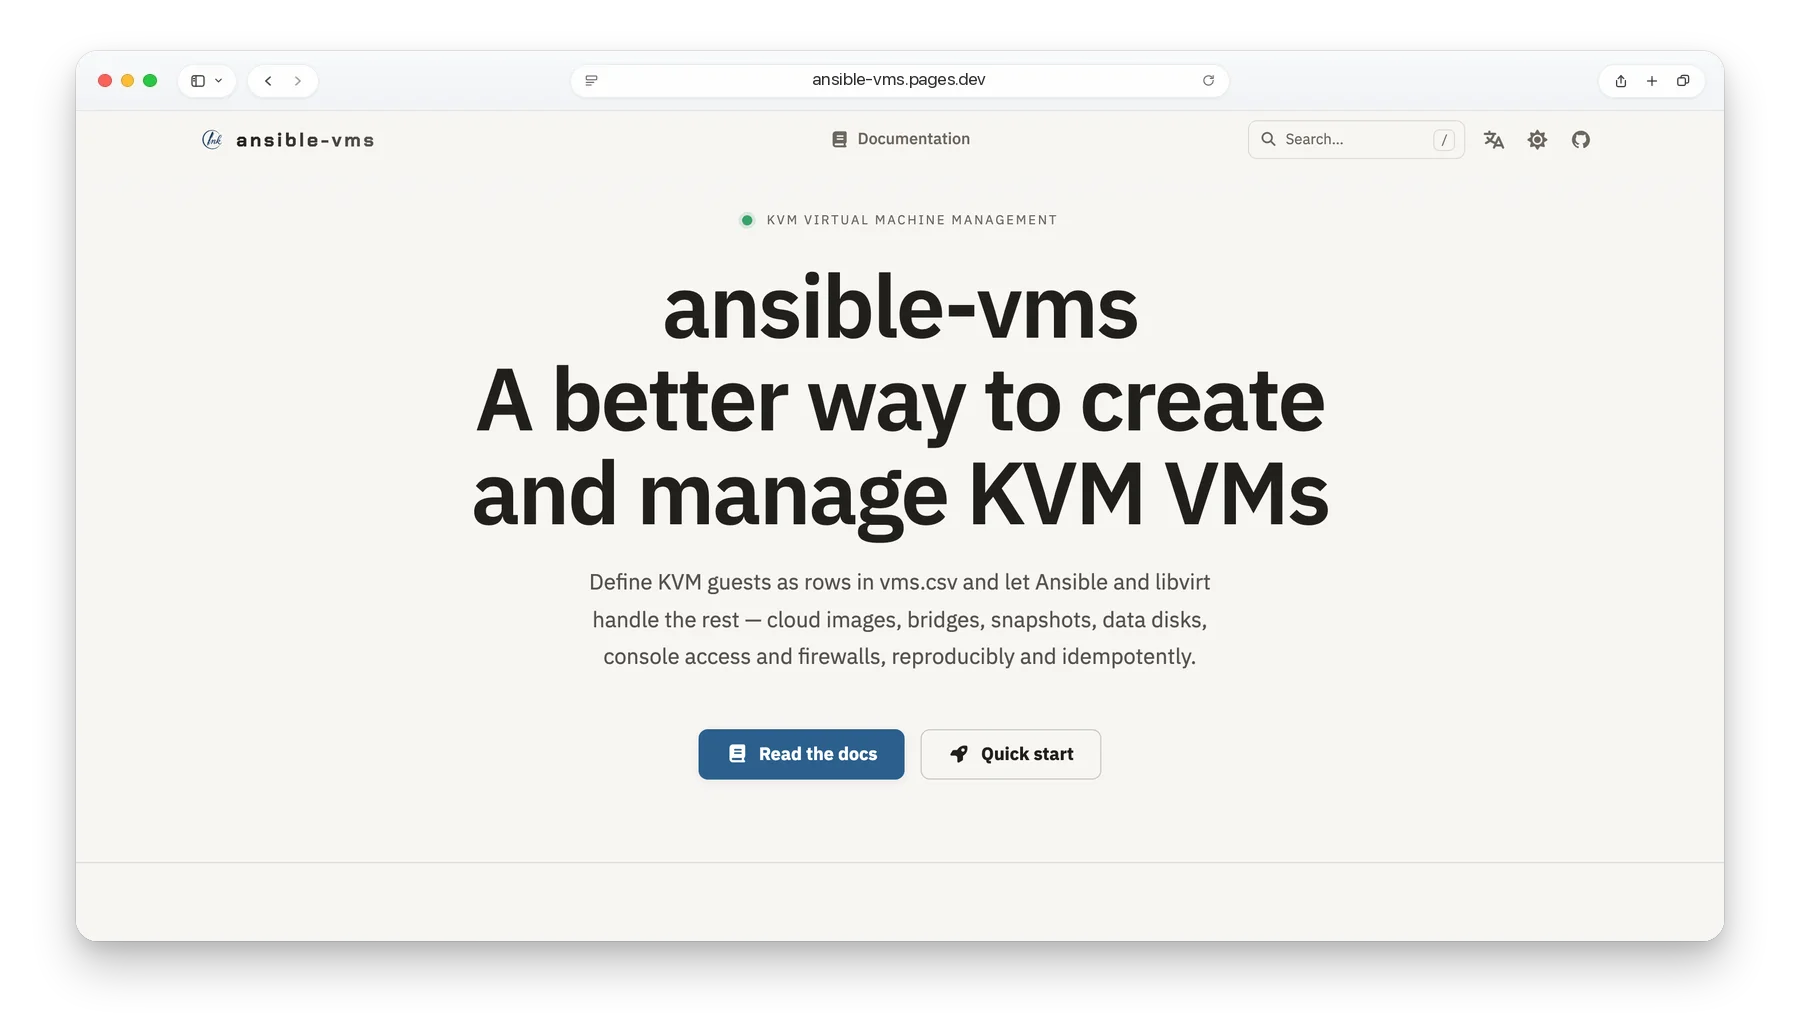 ansible-vms.pages.dev
ink ansible-vms
Documentation
Search... /
KVM VIRTUAL MACHINE MANAGEMENT
ansible-vms
A better way to create
and manage KVM VMs
Define KVM guests as rows in vms.csv and let Ansible and libvirt
handle the rest — cloud images, bridges, snapshots, data disks,
console access and firewalls, reproducibly and idempotently.
Read the docs
Quick start